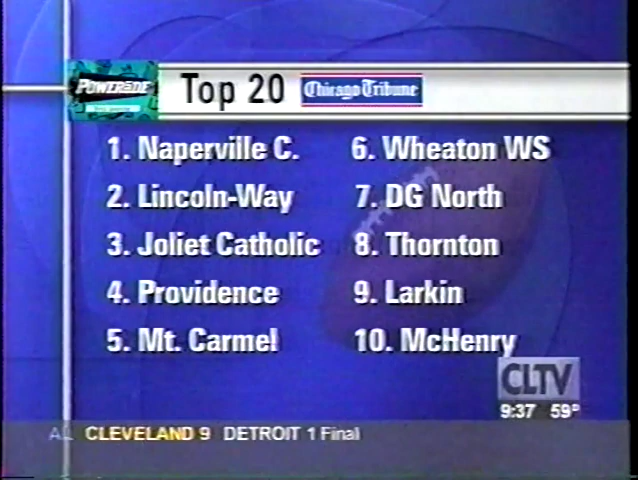 POWERADE
Top 20
Chicago Tribune
1. Naperville C.
2. Lincoln-Way
3. Joliet Catholic
4. Providence
5. Mt. Carmel
6. Wheaton WS
7. DG North
8. Thornton
9. Larkin
10. McHenry
CLTV
9:37 59°
AL CLEVELAND 9 DETROIT 1 Final